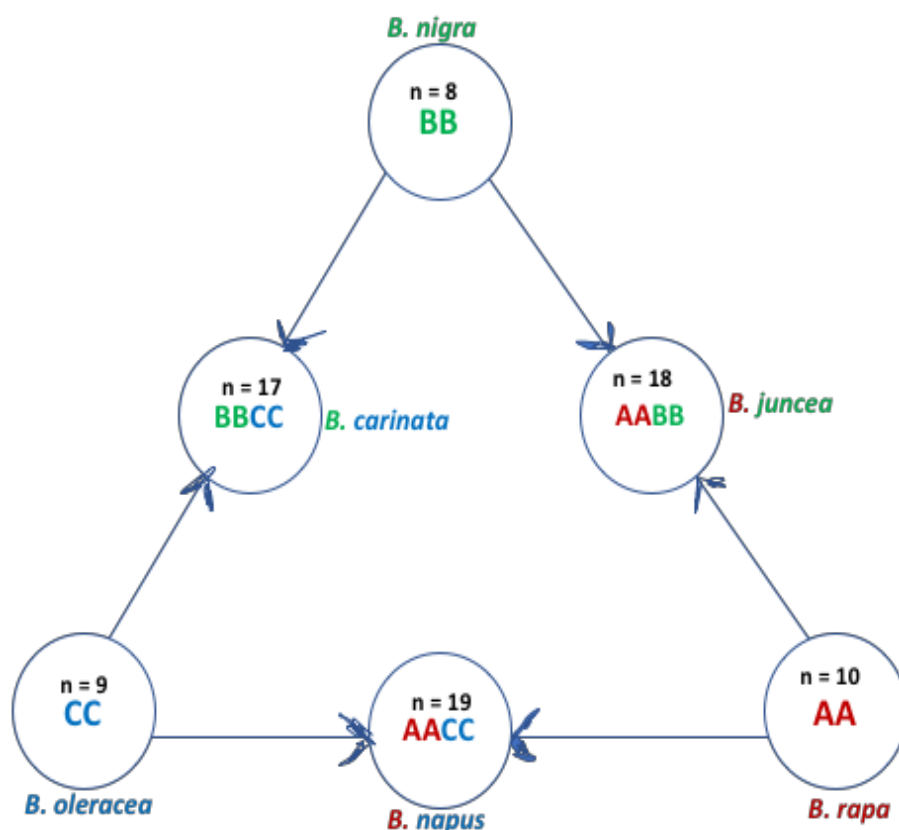 B. nigra
n = 8
BB
n = 17
BBCC
B. carinata
n = 18
AABB
B. juncea
n = 9
CC
B. oleracea
n = 19
AACC
B. napus
n = 10
AA
B. rapa